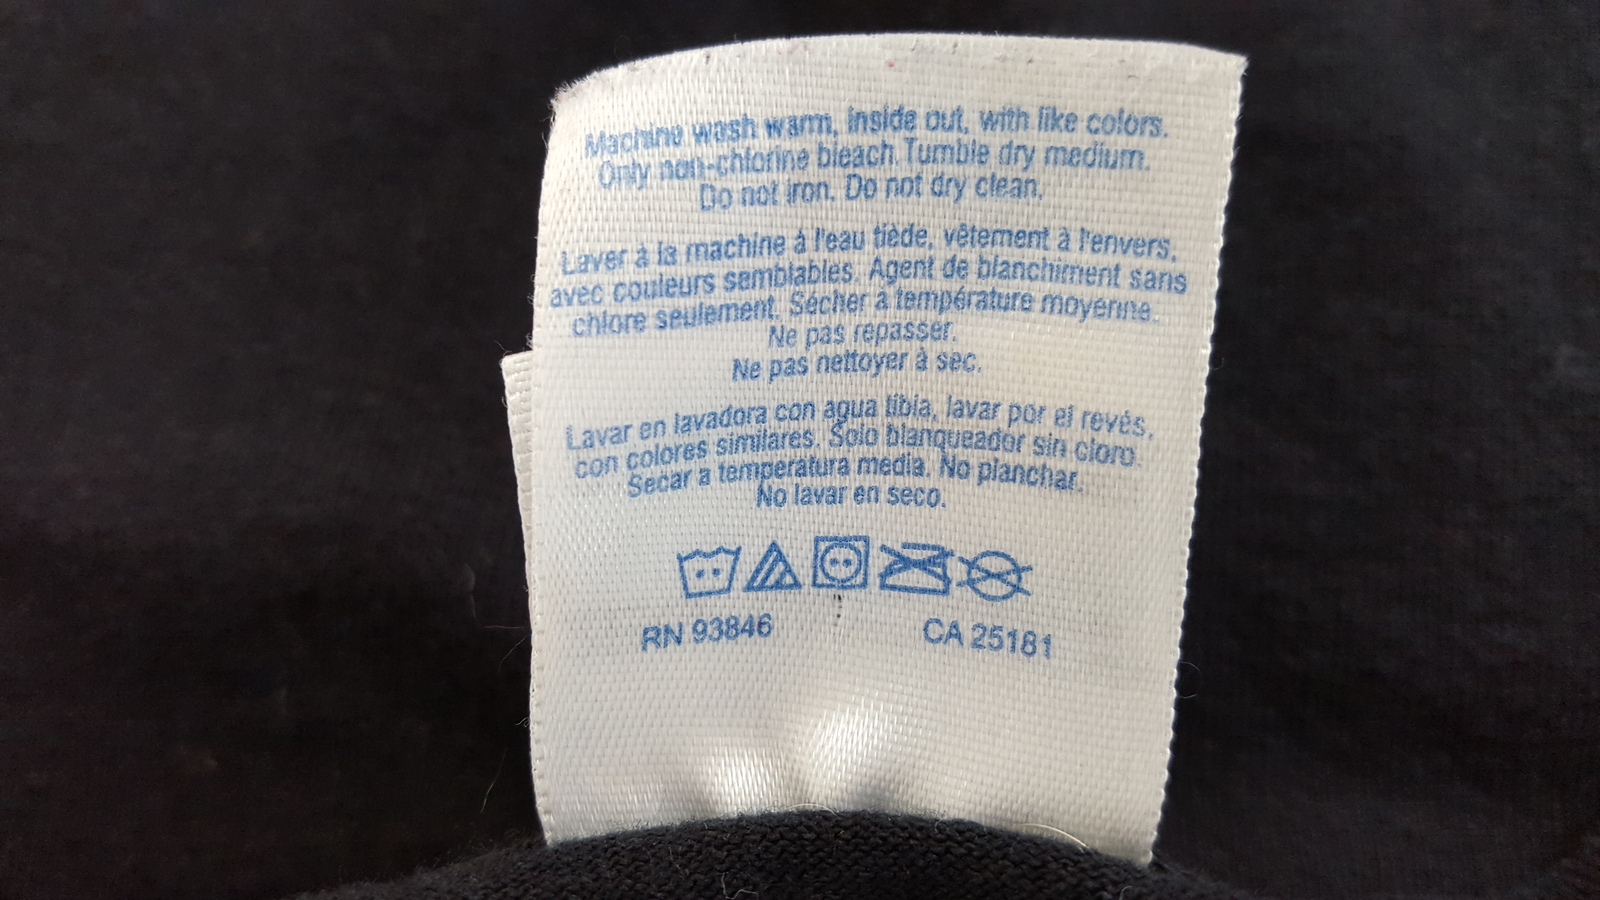 Machine wash warm, inside out, with like colors.
Only non-chlorine bleach. Tumble dry medium.
Do not iron. Do not dry clean.
Laver à la machine à l'eau tiède, vêtement à l'envers,
avec couleurs semblables. Agent de blanchiment sans
chlore seulement. Sécher à température moyenne.
Ne pas repasser.
Ne pas nettoyer à sec.
Lavar en lavadora con agua tibia, lavar por el revés,
con colores similares. Solo blanqueador sin cloro.
Secar a temperatura media. No planchar.
No lavar en seco.
RN 93846 CA 25181